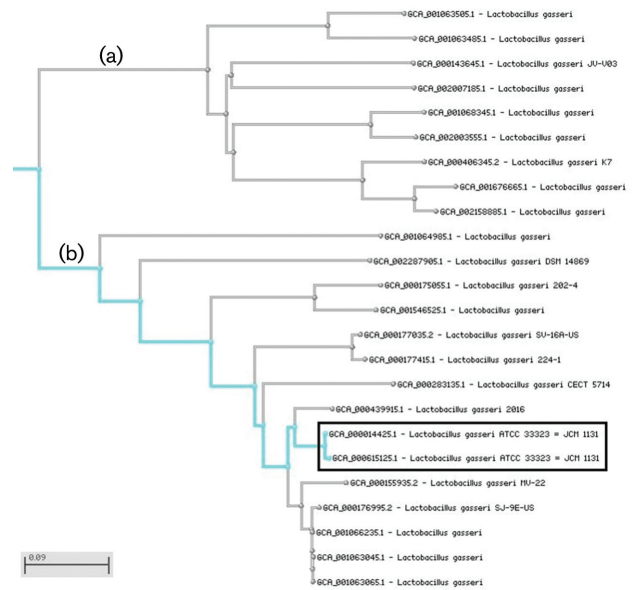 GCA_001063505.1 - Lactobacillus gasseri
(a)
GCA_001063485.1 - Lactobacillus gasseri
GCA_000143645.1 - Lactobacillus gasseri JV-V03
GCA_002007185.1 - Lactobacillus gasseri
GCA_001068345.1 - Lactobacillus gasseri
GCA_002003555.1 - Lactobacillus gasseri
GCA_000406345.2 - Lactobacillus gasseri K7
GCA_001676665.1 - Lactobacillus gasseri
GCA_002158885.1 - Lactobacillus gasseri
GCA_001064985.1 - Lactobacillus gasseri
(b)
GCA_002287905.1 - Lactobacillus gasseri DSM 14869
GCA_000175055.1 - Lactobacillus gasseri 202-4
GCA_001546525.1 - Lactobacillus gasseri
GCA_000177035.2 - Lactobacillus gasseri SV-16A-US
GCA_000177415.1 - Lactobacillus gasseri 224-1
GCA_000283135.1 - Lactobacillus gasseri CECT 5714
GCA_000439915.1 - Lactobacillus gasseri 2016
GCA_000014425.1 - Lactobacillus gasseri ATCC 33323 = JCM 1131
GCA_000615125.1 - Lactobacillus gasseri ATCC 33323 = JCM 1131
GCA_000155935.2 - Lactobacillus gasseri MV-22
GCA_000176995.2 - Lactobacillus gasseri SJ-9E-US
GCA_001066235.1 - Lactobacillus gasseri
GCA_001063045.1 - Lactobacillus gasseri
GCA_001063065.1 - Lactobacillus gasseri
0.09